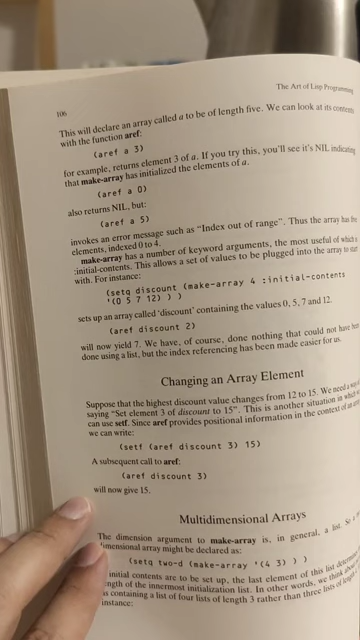 The Art of Lisp Programming
106
This will declare an array called a to be of length five. We can look at its contents
with the function aref:
(aref a 3)
for example, returns element 3 of a. If you try this, you'll see it's NIL indicating
that make-array has initialized the elements of a.
(aref a 0)
also returns NIL, but:
(aref a 5)
invokes an error message such as "Index out of range". Thus the array has five
elements, indexed 0 to 4.
make-array has a number of keyword arguments, the most useful of which is
:initial-contents. This allows a set of values to be plugged into the array to start
with. For instance:
(setq discount (make-array 4 :initial-contents
'(0 5 7 12) ) )
sets up an array called 'discount' containing the values 0, 5, 7 and 12.
(aref discount 2)
will now yield 7. We have, of course, done nothing that could not have been
done using a list, but the index referencing has been made easier for us.
Changing an Array Element
Suppose that the highest discount value changes from 12 to 15. We need a way
saying "Set element 3 of discount to 15". This is another situation in which
can use setf. Since aref provides positional information in the context of an
we can write:
(setf (aref discount 3) 15)
A subsequent call to aref:
(aref discount 3)
will now give 15.
Multidimensional Arrays
The dimension argument to make-array is, in general, a list. So a
dimensional array might be declared as:
(setq two-d (make-array '(4 3) ) )
initial contents are to be set up, the last element of this list
length of the innermost initialization list. In other words, we think
is containing a list of four lists of length 3 rather than three lists of length
instance: